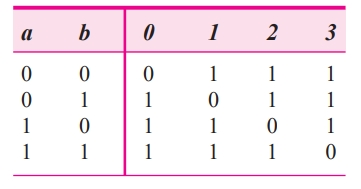 a b 0 1 2 3
0 0 0 1 1 1
0 1 1 0 1 1
1 0 1 1 0 1
1 1 1 1 1 0